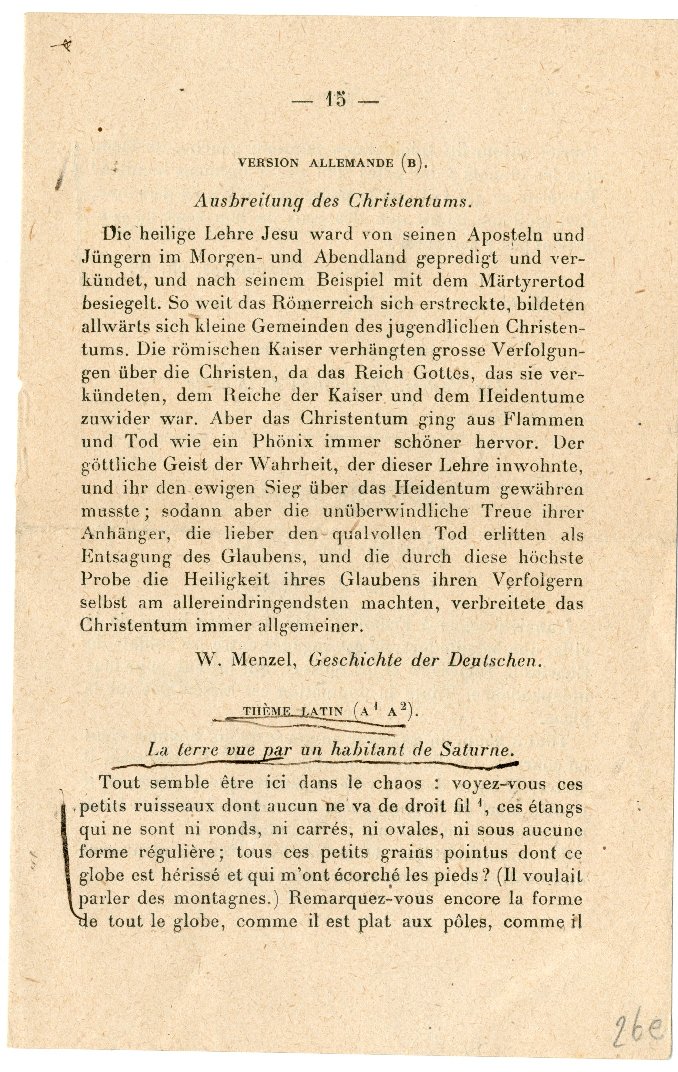 — 15 —
VERSION ALLEMANDE (B).
Ausbreitung des Christentums.
Die heilige Lehre Jesu ward von seinen Aposteln und
Jüngern im Morgen- und Abendland gepredigt und ver-
kündet, und nach seinem Beispiel mit dem Märtyrertod
besiegelt. So weit das Römerreich sich erstreckte, bildeten
allwärts sich kleine Gemeinden des jugendlichen Christen-
tums. Die römischen Kaiser verhängten grosse Verfolgun-
gen über die Christen, da das Reich Gottes, das sie ver-
kündeten, dem Reiche der Kaiser und dem Heidentume
zuwider war. Aber das Christentum ging aus Flammen
und Tod wie ein Phönix immer schöner hervor. Der
göttliche Geist der Wahrheit, der dieser Lehre inwohnte,
und ihr den ewigen Sieg über das Heidentum gewähren
musste; sodann aber die unüberwindliche Treue ihrer
Anhänger, die lieber den qualvollen Tod erlitten als
Entsagung des Glaubens, und die durch diese höchste
Probe die Heiligkeit ihres Glaubens ihren Verfolgern
selbst am allereindringendsten machten, verbreitete das
Christentum immer allgemeiner.
W. Menzel, Geschichte der Deutschen.
THÈME LATIN (A¹ A²).
La terre vue par un habitant de Saturne.
Tout semble être ici dans le chaos : voyez-vous ces
petits ruisseaux dont aucun ne va de droit fil ¹, ces étangs
qui ne sont ni ronds, ni carrés, ni ovales, ni sous aucune
forme régulière; tous ces petits grains pointus dont ce
globe est hérissé et qui m'ont écorché les pieds ? (Il voulait
parler des montagnes.) Remarquez-vous encore la forme
de tout le globe, comme il est plat aux pôles, comme il
26e